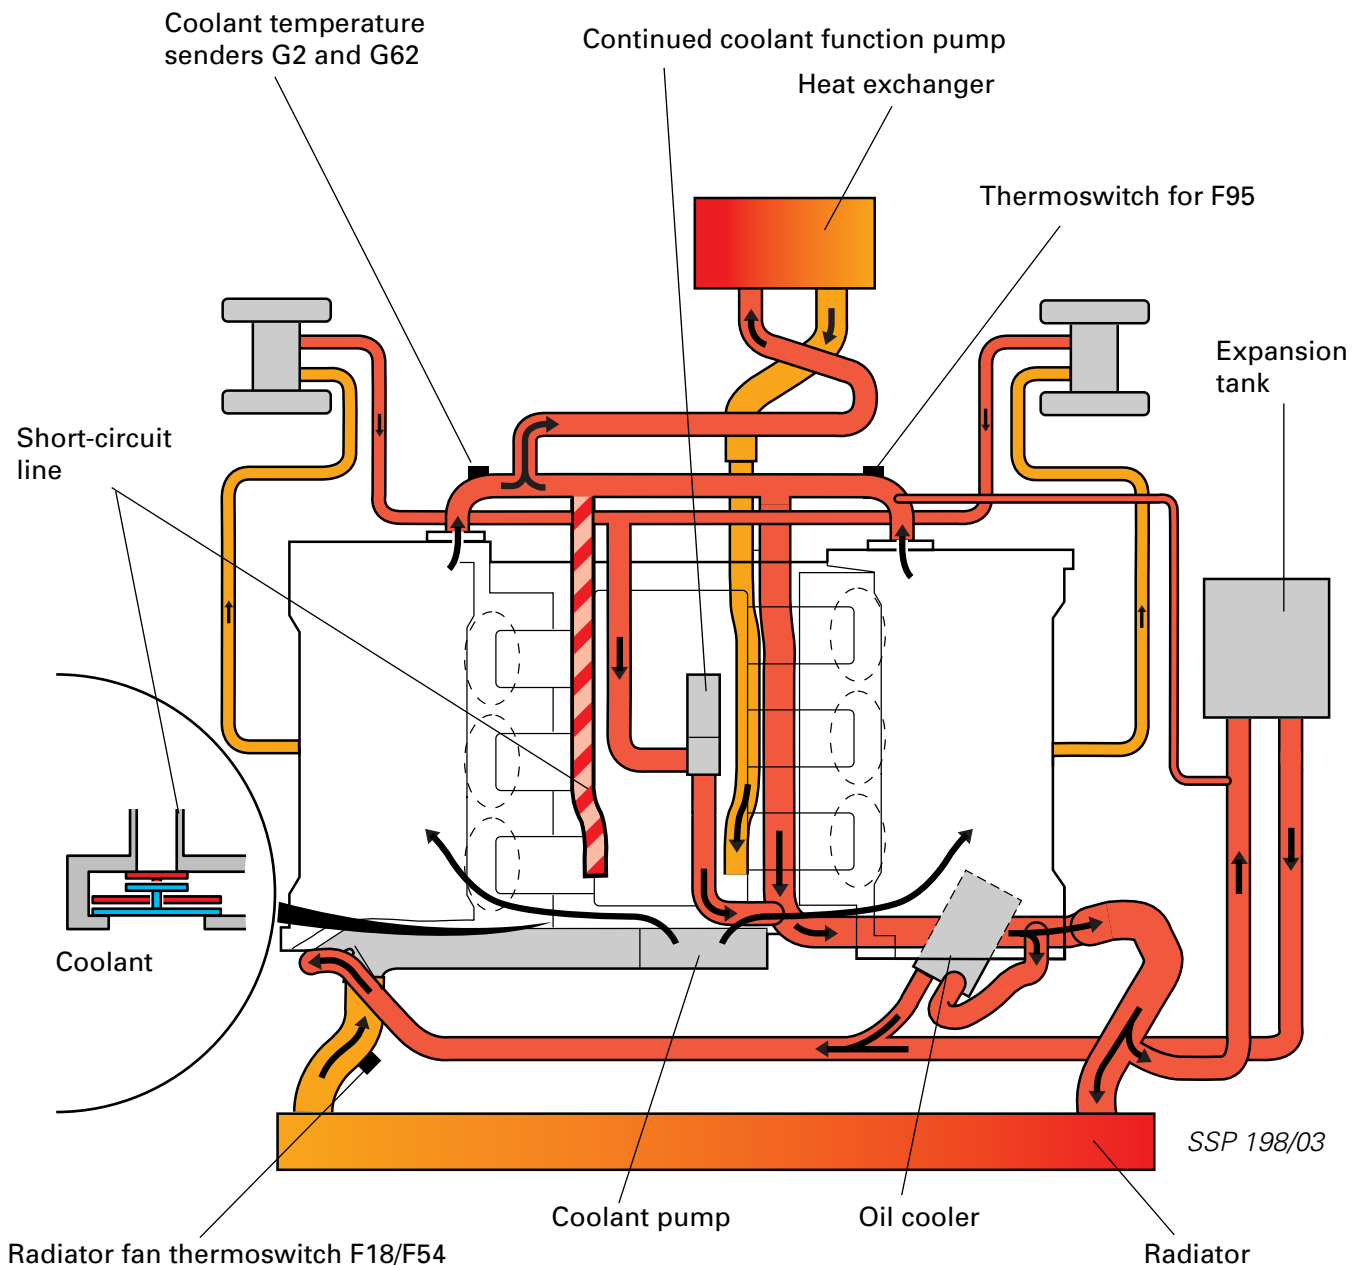 Coolant temperature
senders G2 and G62
Continued coolant function pump
Heat exchanger
Thermoswitch for F95
Expansion
tank
Short-circuit
line
Coolant
SSP 198/03
Coolant pump
Oil cooler
Radiator fan thermoswitch F18/F54
Radiator